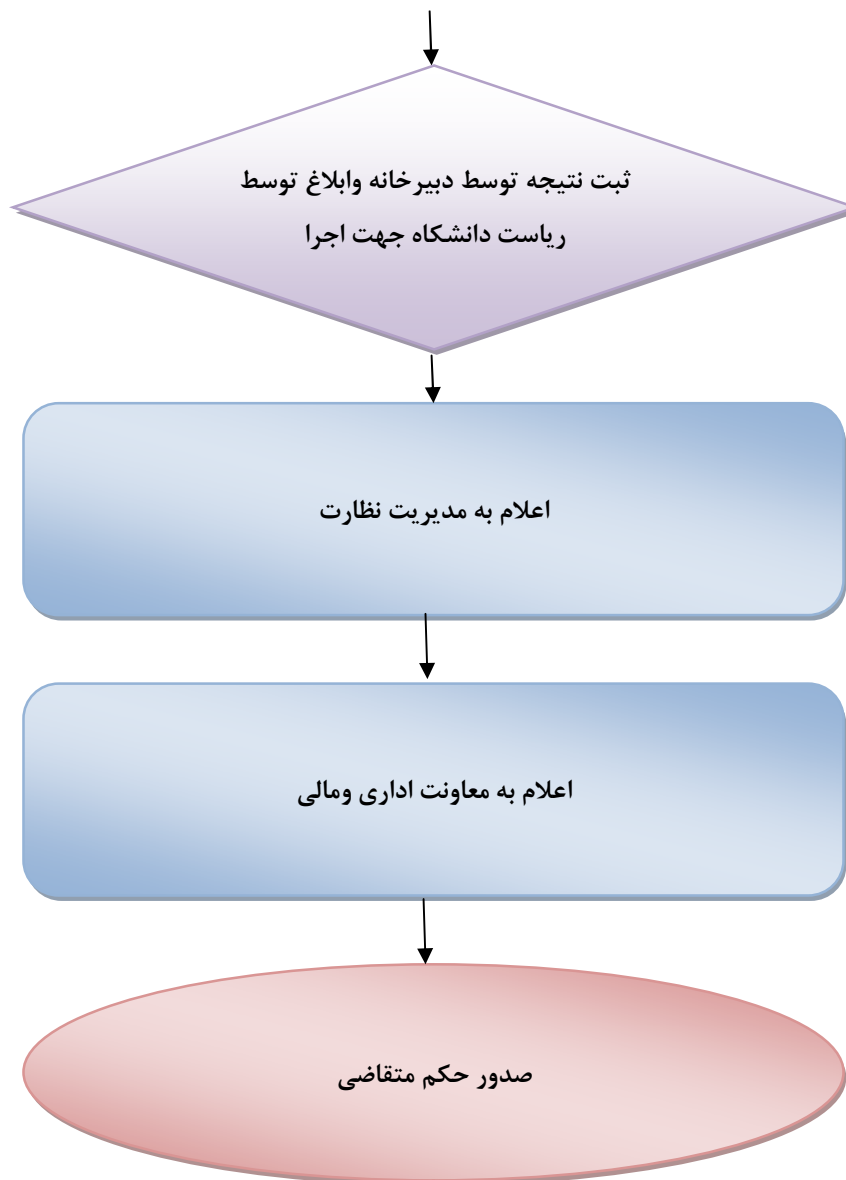 ثبت نتیجه توسط دبیرخانه وابلاغ توسط
ریاست دانشکاه جهت اجرا
اعلام به مدیریت نظارت
اعلام به معاونت اداری ومالی
صدور حکم متقاضی